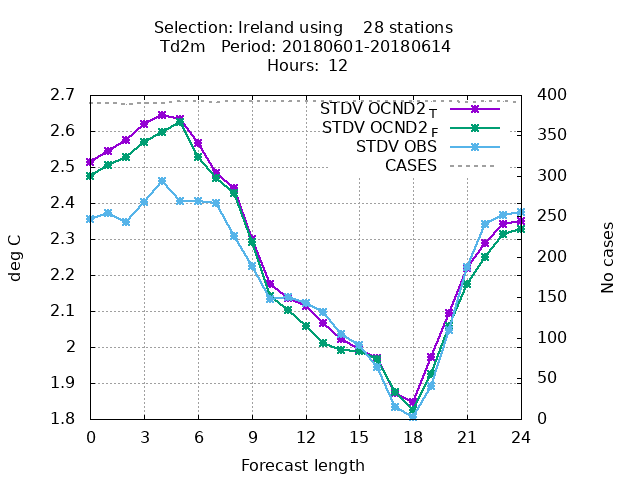 Selection: Ireland using    28 stations
Td2m   Period: 20180601-20180614
Hours: 12
STDV OCND2 T
STDV OCND2 F
STDV OBS
CASES
2.7
2.6
2.5
2.4
2.3
2.2
2.1
2
1.9
1.8
400
350
300
250
200
150
100
50
0
deg C
No cases
0 3 6 9 12 15 18 21 24
Forecast length